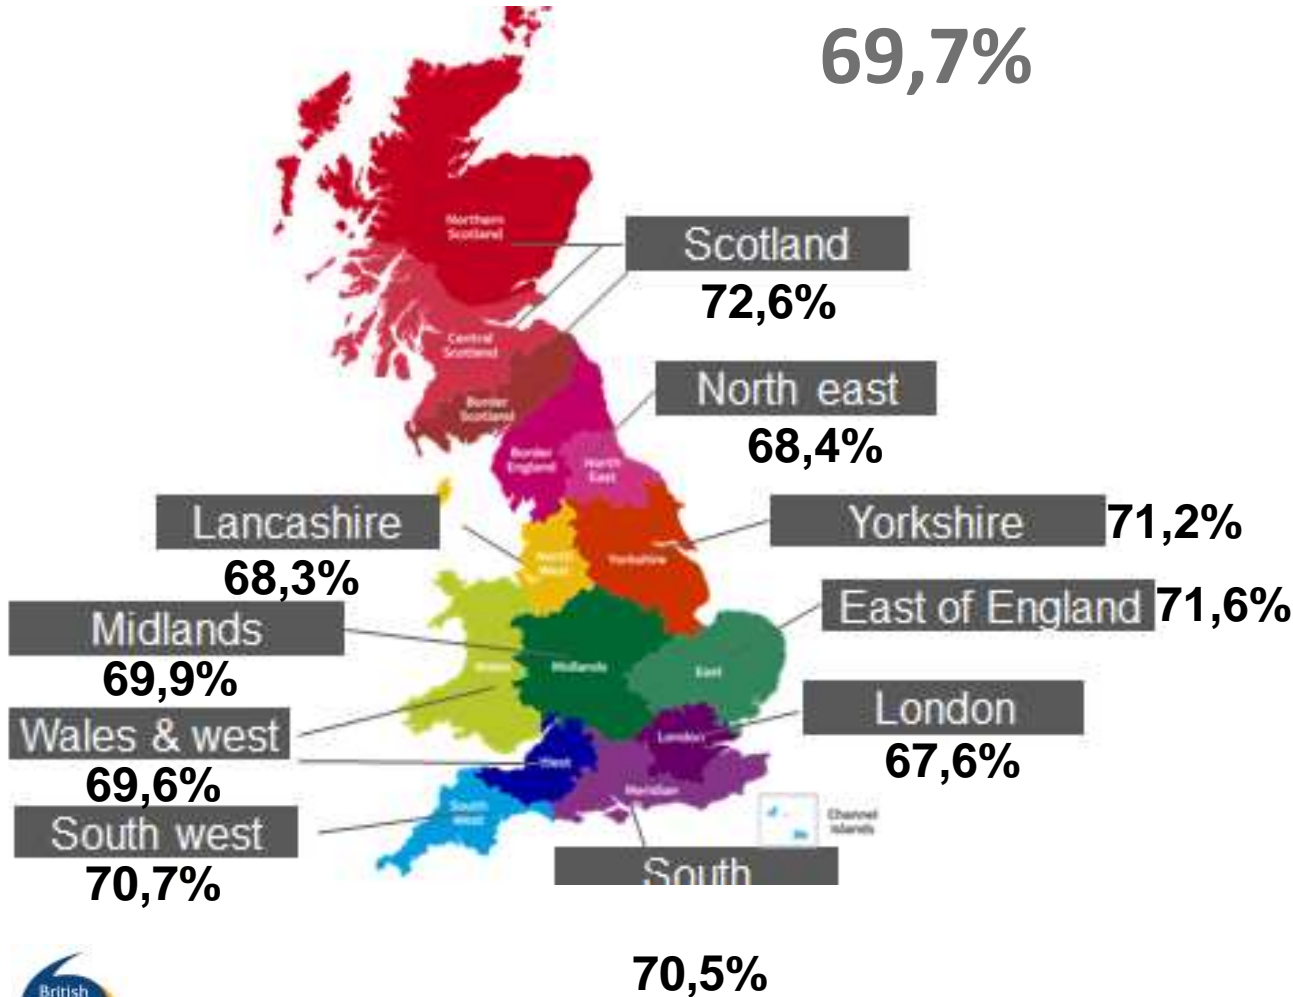 69,7%
Northern
Scotland
Scotland
72,6%
Central
Scotland
North east
68,4%
Border
Scotland
Border
England
North
East
Lancashire
68,3%
Yorkshire 71,2%
North
West
Yorkshire
East of England 71,6%
Midlands
69,9%
Wales
Midlands
East
Wales & west
69,6%
London
67,6%
London
West
Meridian
South west
70,7%
South
West
Channel
Islands
South
70,5%
British